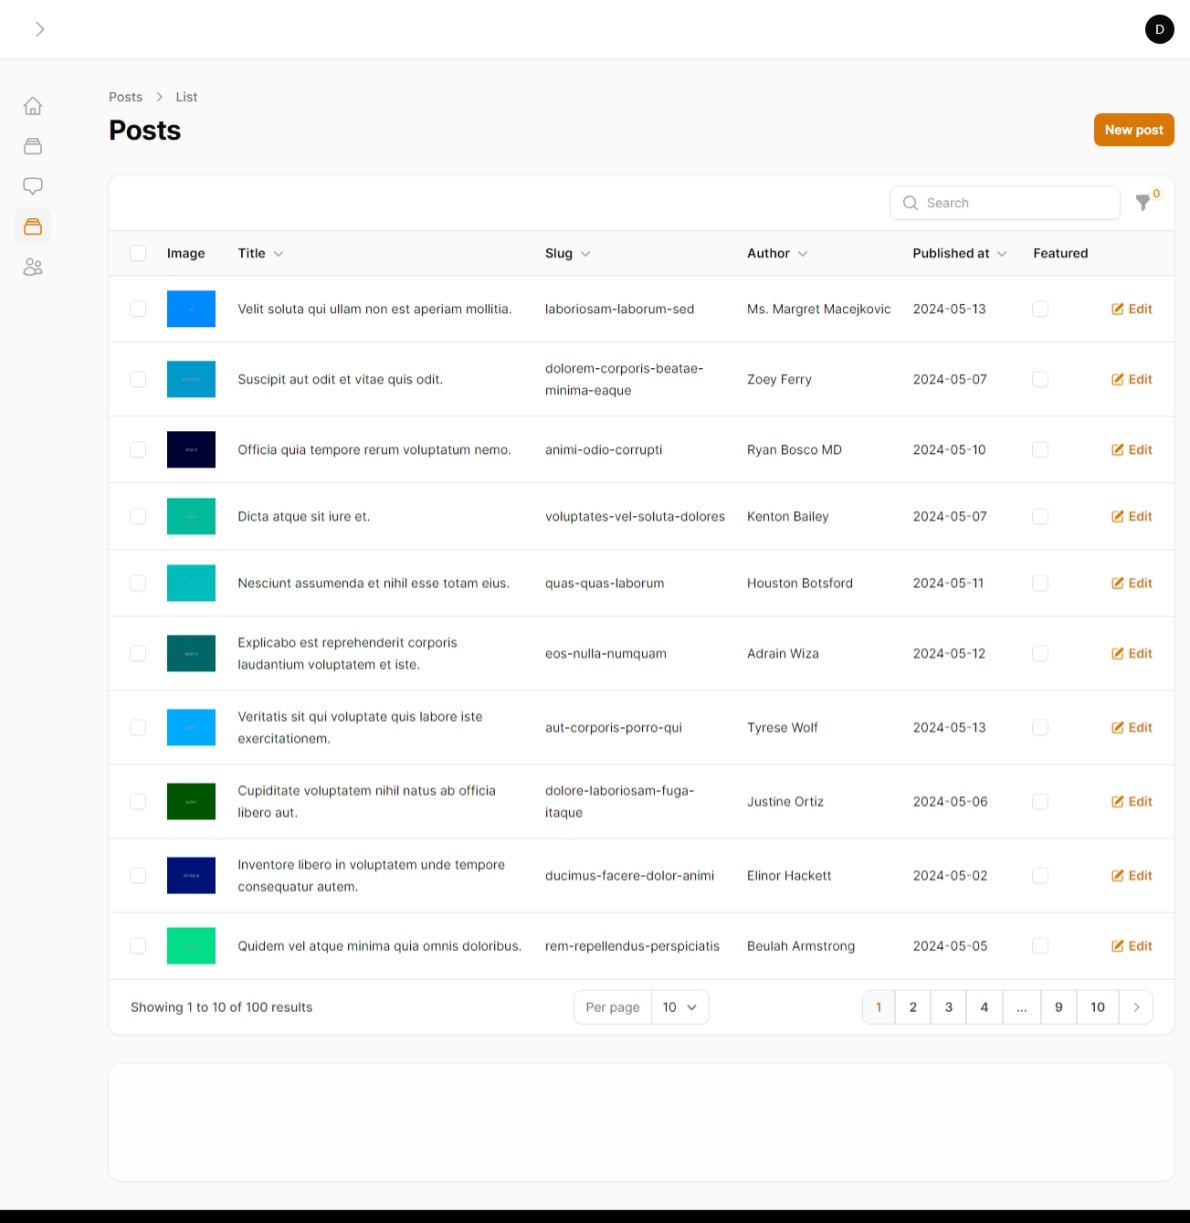 D
Posts > List
Posts
New post
Search
0
Image Title Slug Author Published at Featured
Velit soluta qui ullam non est aperiam mollitia. laboriosam-laborum-sed Ms. Margret Macejkovic 2024-05-13 Edit
Suscipit aut odit et vitae quis odit. dolorem-corporis-beatae-
minima-eaque Zoey Ferry 2024-05-07 Edit
Officia quia tempore rerum voluptatum nemo. animi-odio-corrupti Ryan Bosco MD 2024-05-10 Edit
Dicta atque sit iure et. voluptates-vel-soluta-dolores Kenton Bailey 2024-05-07 Edit
Nesciunt assumenda et nihil esse totam eius. quas-quas-laborum Houston Botsford 2024-05-11 Edit
Explicabo est reprehenderit corporis
laudantium voluptatem et iste. eos-nulla-numquam Adrain Wiza 2024-05-12 Edit
Veritatis sit qui voluptate quis labore iste
exercitationem. aut-corporis-porro-qui Tyrese Wolf 2024-05-13 Edit
Cupiditate voluptatem nihil natus ab officia
libero aut. dolore-laboriosam-fuga-
itaque Justine Ortiz 2024-05-06 Edit
Inventore libero in voluptatem unde tempore
consequatur autem. ducimus-facere-dolor-animi Elinor Hackett 2024-05-02 Edit
Quidem vel atque minima quia omnis doloribus. rem-repellendus-perspiciatis Beulah Armstrong 2024-05-05 Edit
Showing 1 to 10 of 100 results Per page 10 1 2 3 4 ... 9 10